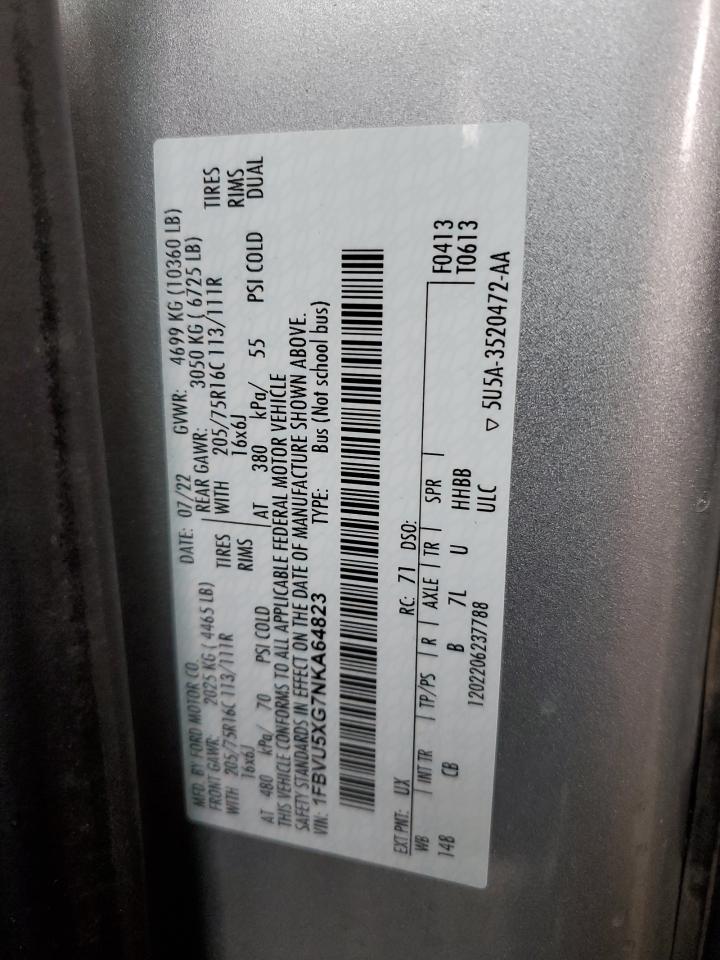 MFD. BY FORD MOTOR CO. DATE: 07/22 GVWR: 4699 KG (10360 LB)
FRONT GAWR: 2025 KG ( 4465 LB) REAR GAWR: 3050 KG ( 6725 LB)
WITH 205/75R16C 113/111R TIRES WITH 205/75R16C 113/111R TIRES
16x6J RIMS 16x6J RIMS
AT 480 kPa/ 70 PSI COLD AT 380 kPa/ 55 PSI COLD DUAL
THIS VEHICLE CONFORMS TO ALL APPLICABLE FEDERAL MOTOR VEHICLE
SAFETY STANDARDS IN EFFECT ON THE DATE OF MANUFACTURE SHOWN ABOVE.
VIN: 1FBVU5XG7NKA64823 TYPE: Bus (Not school bus)
EXT PNT: UX RC: 71 DSO: F0413
WB INT TR TP/PS R AXLE TR SPR T0613
148 CB B 7L U HHBB
1202206237788 ULC
▽ 5U5A-3520472-AA